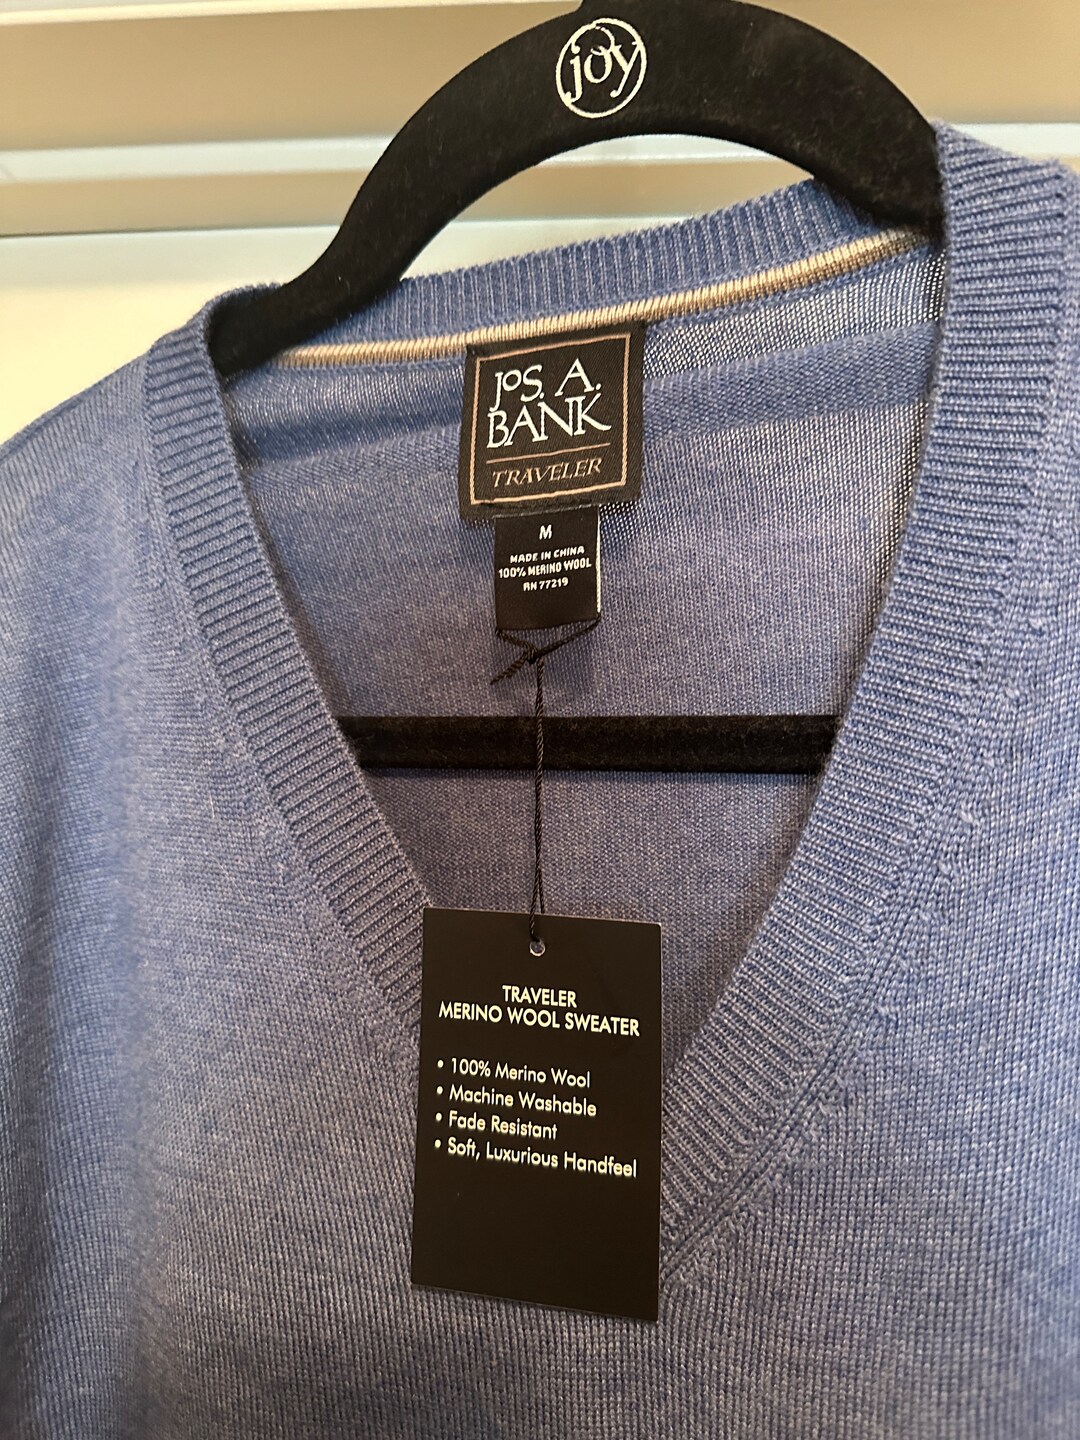 joy
JOS. A.
BANK
TRAVELER
M
MADE IN CHINA
100% MERINO WOOL
RN 77219
TRAVELER
MERINO WOOL SWEATER
• 100% Merino Wool
• Machine Washable
• Fade Resistant
• Soft, Luxurious Handfeel